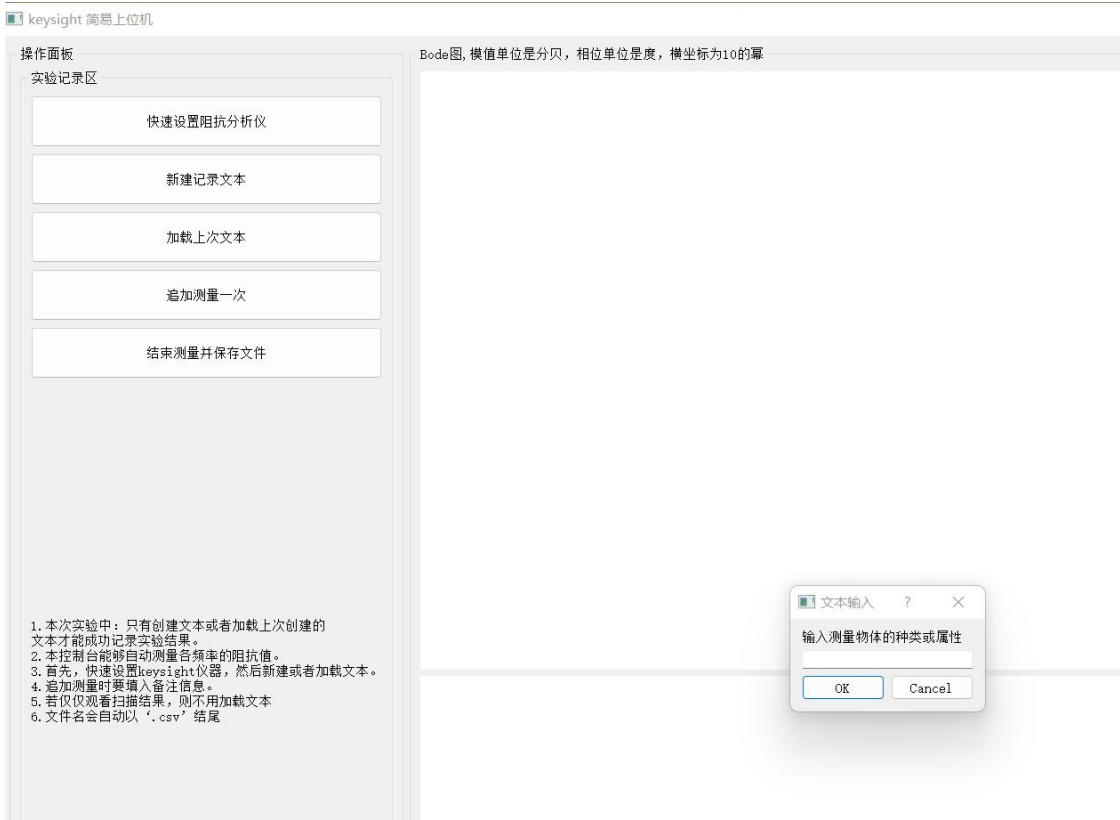 keysight 简易上位机
操作面板
实验记录区
快速设置阻抗分析仪
新建记录文本
加载上次文本
追加测量一次
结束测量并保存文件
1.本次实验中：只有创建文本或者加载上次创建的
文本才能成功记录实验结果。
2.本控制台能够自动测量各频率的阻抗值。
3.首先，快速设置keysight仪器，然后新建或者加载文本。
4.追加测量时要填入备注信息。
5.若仅仅观看扫描结果，则不用加载文本
6.文件名会自动以‘.csv’结尾
Bode图,模值单位是分贝，相位单位是度，横坐标为10的幂
文本输入 ?
输入测量物体的种类或属性
OK Cancel